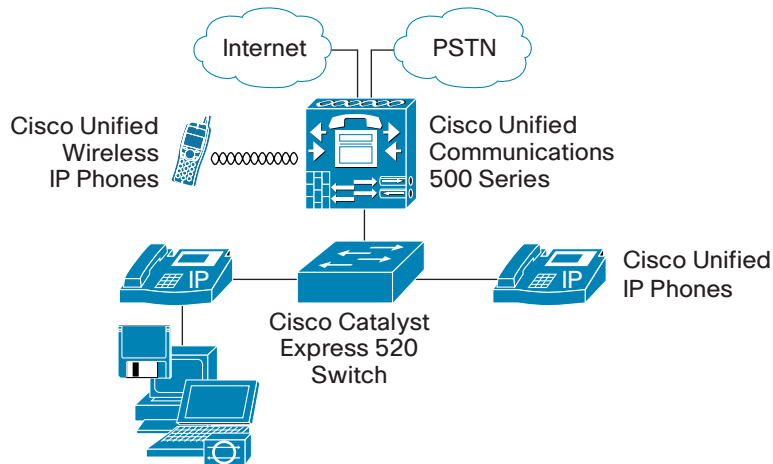 Internet
PSTN
Cisco Unified
Wireless
IP Phones
Cisco Unified
Communications
500 Series
IP
IP
Cisco Unified
IP Phones
Cisco Catalyst
Express 520
Switch